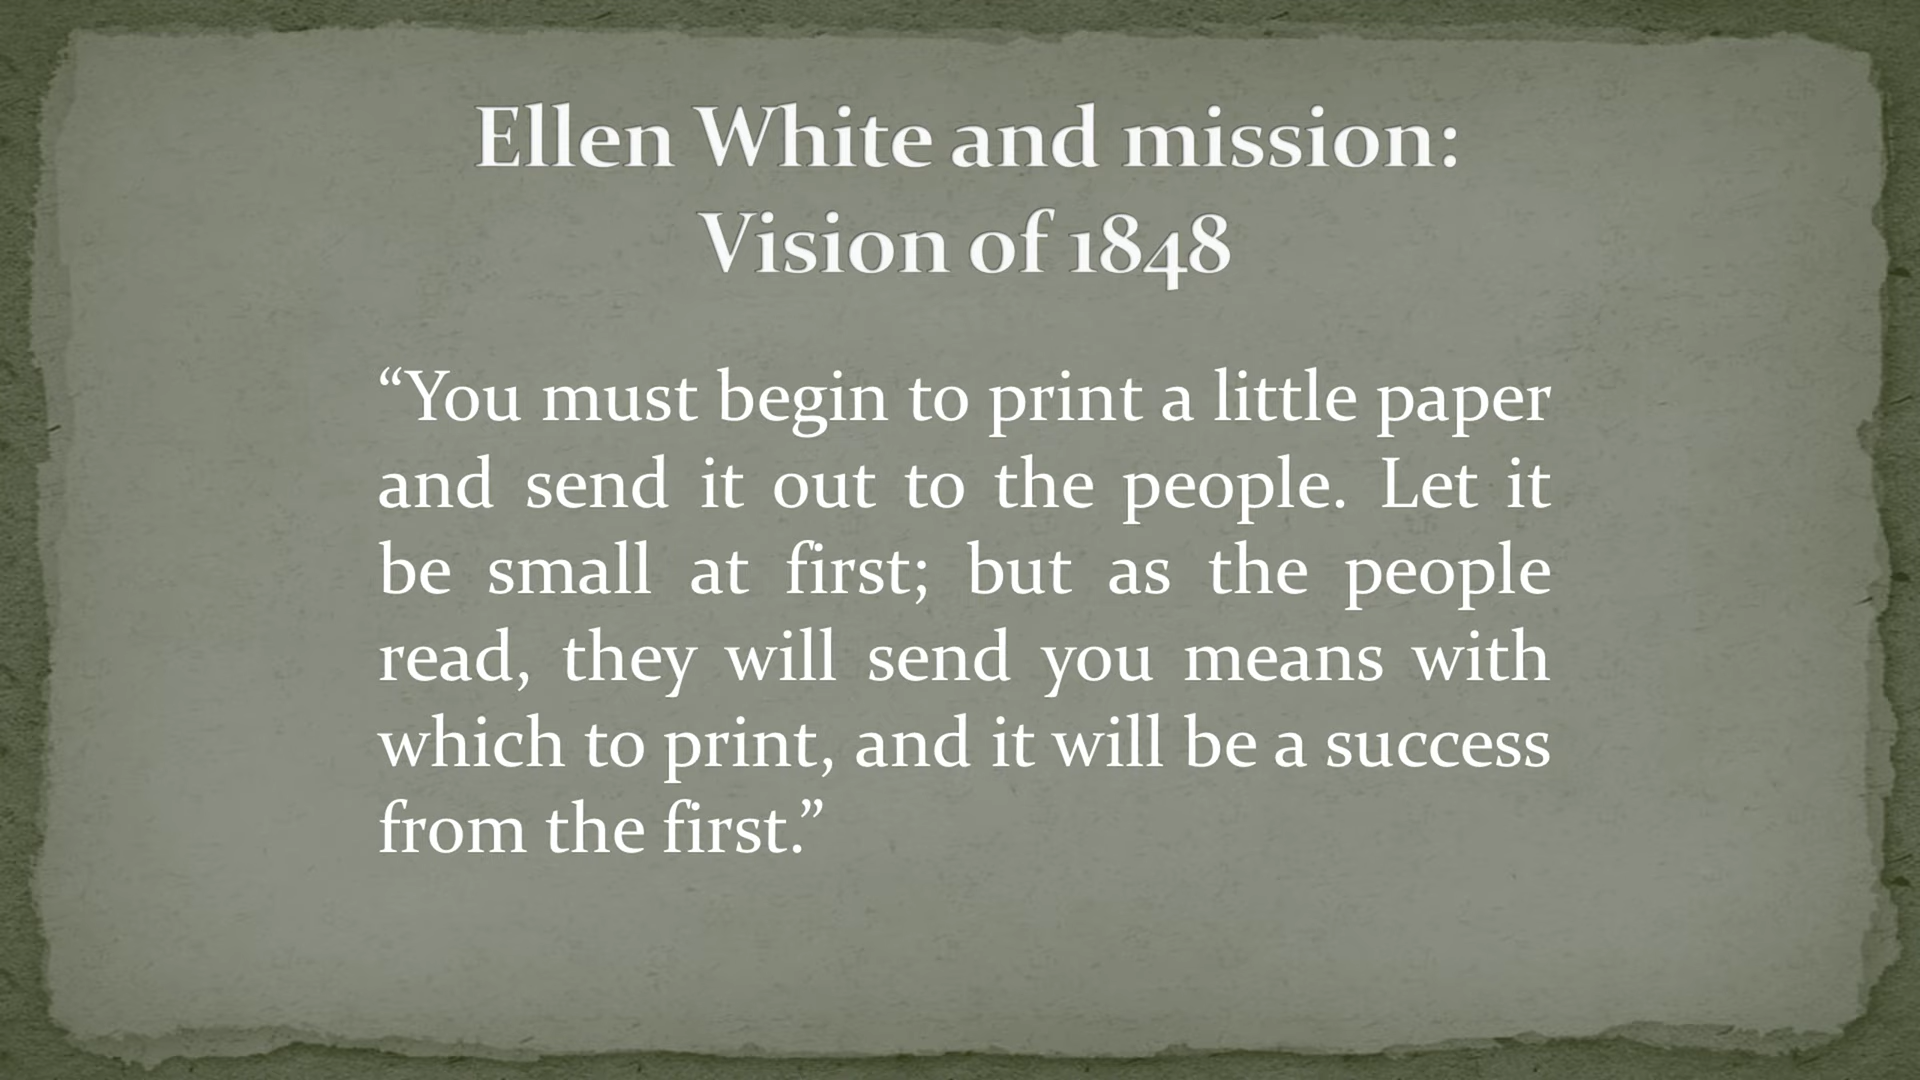 Ellen White and mission:
Vision of 1848
“You must begin to print a little paper
and send it out to the people. Let it
be small at first; but as the people
read, they will send you means with
which to print, and it will be a success
from the first.”